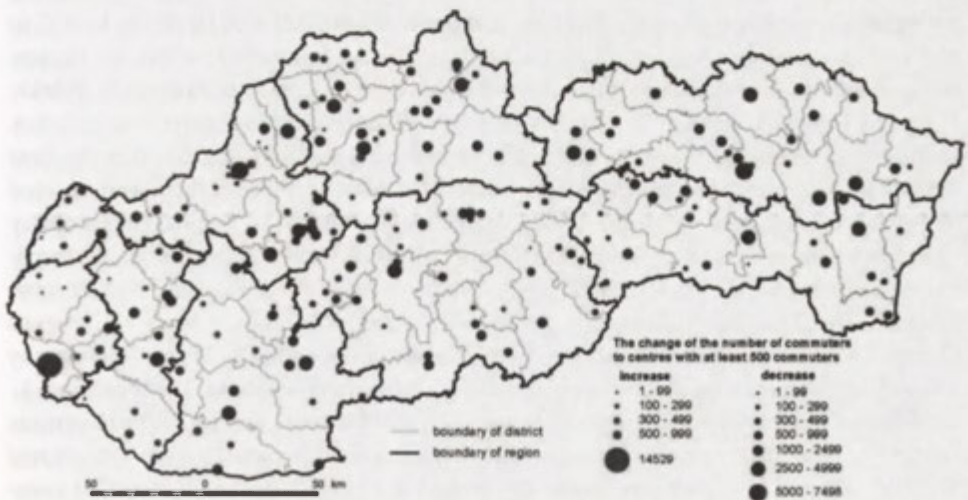 The change of the number of commuters
to centres with at least 500 commuters
increase
1 - 99
100 - 299
300 - 499
500 - 999
14529
decrease
1 - 99
100 - 299
300 - 499
500 - 999
1000 - 2499
2500 - 4999
5000 - 7498
boundary of district
boundary of region
50 0 50 km